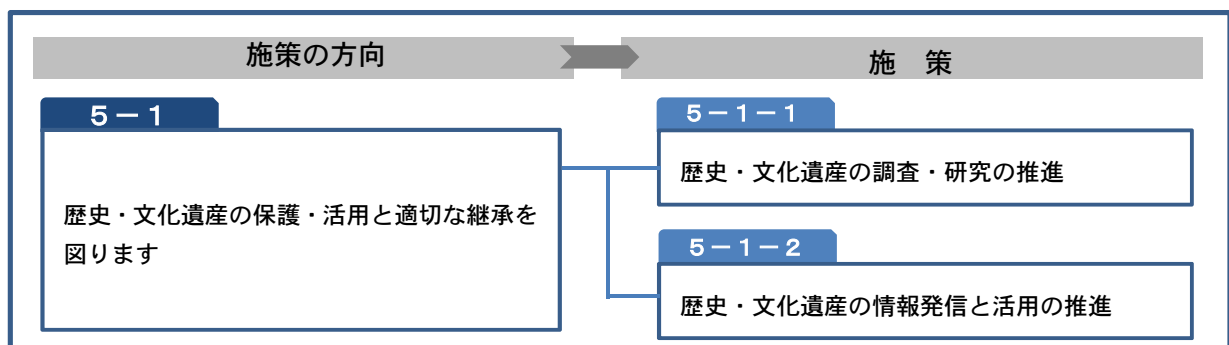 施策の方向
施　策
５－１
歴史・文化遺産の保護・活用と適切な継承を
図ります
５－１－１
歴史・文化遺産の調査・研究の推進
５－１－２
歴史・文化遺産の情報発信と活用の推進